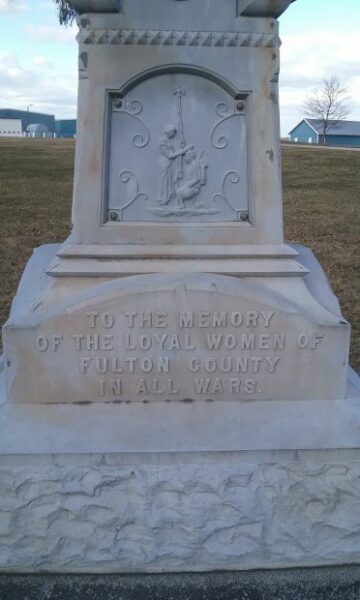 TO THE MEMORY
OF THE LOYAL WOMEN OF
FULTON COUNTY
IN ALL WARS.